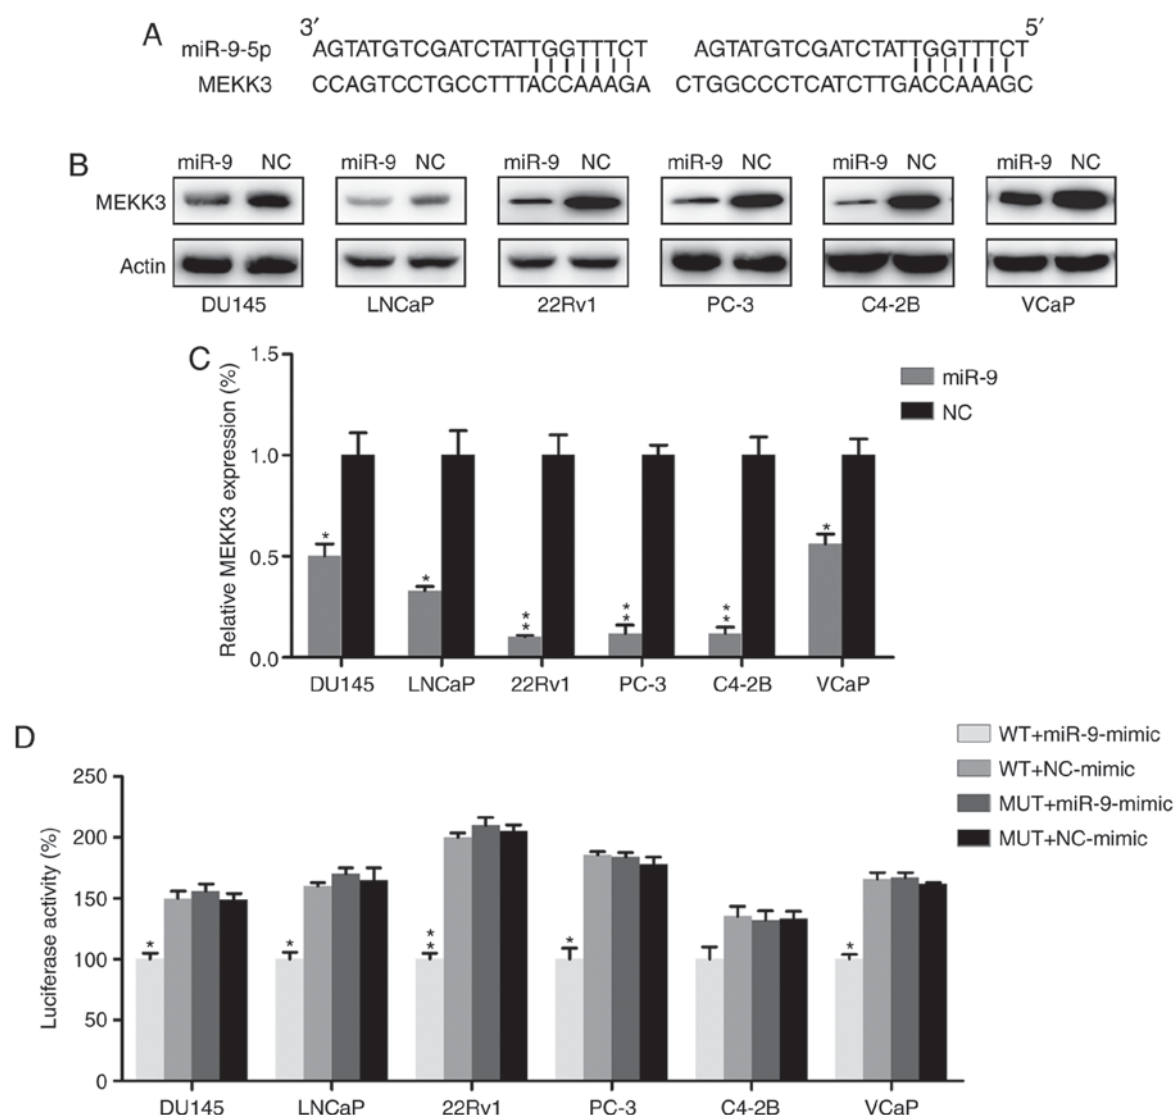 A
3′ 5′
miR-9-5p AGTATGTCGATCTATTGGTTTCT AGTATGTCGATCTATTGGTTTCT
MEKK3 CCAGTCCTGCCTTTACCAAAGA CTGGCCCTCATCTTGACCAAAGC
B
miR-9 NC miR-9 NC miR-9 NC miR-9 NC miR-9 NC miR-9 NC
MEKK3
Actin
DU145 LNCaP 22Rv1 PC-3 C4-2B VCaP
C
Relative MEKK3 expression (%)
1.5
1.0
0.5
0.0
* * ** ** ** *
DU145 LNCaP 22Rv1 PC-3 C4-2B VCaP
miR-9
NC
D
Luciferase activity (%)
250
200
150
100
50
0
* * ** * *
DU145 LNCaP 22Rv1 PC-3 C4-2B VCaP
WT+miR-9-mimic
WT+NC-mimic
MUT+miR-9-mimic
MUT+NC-mimic